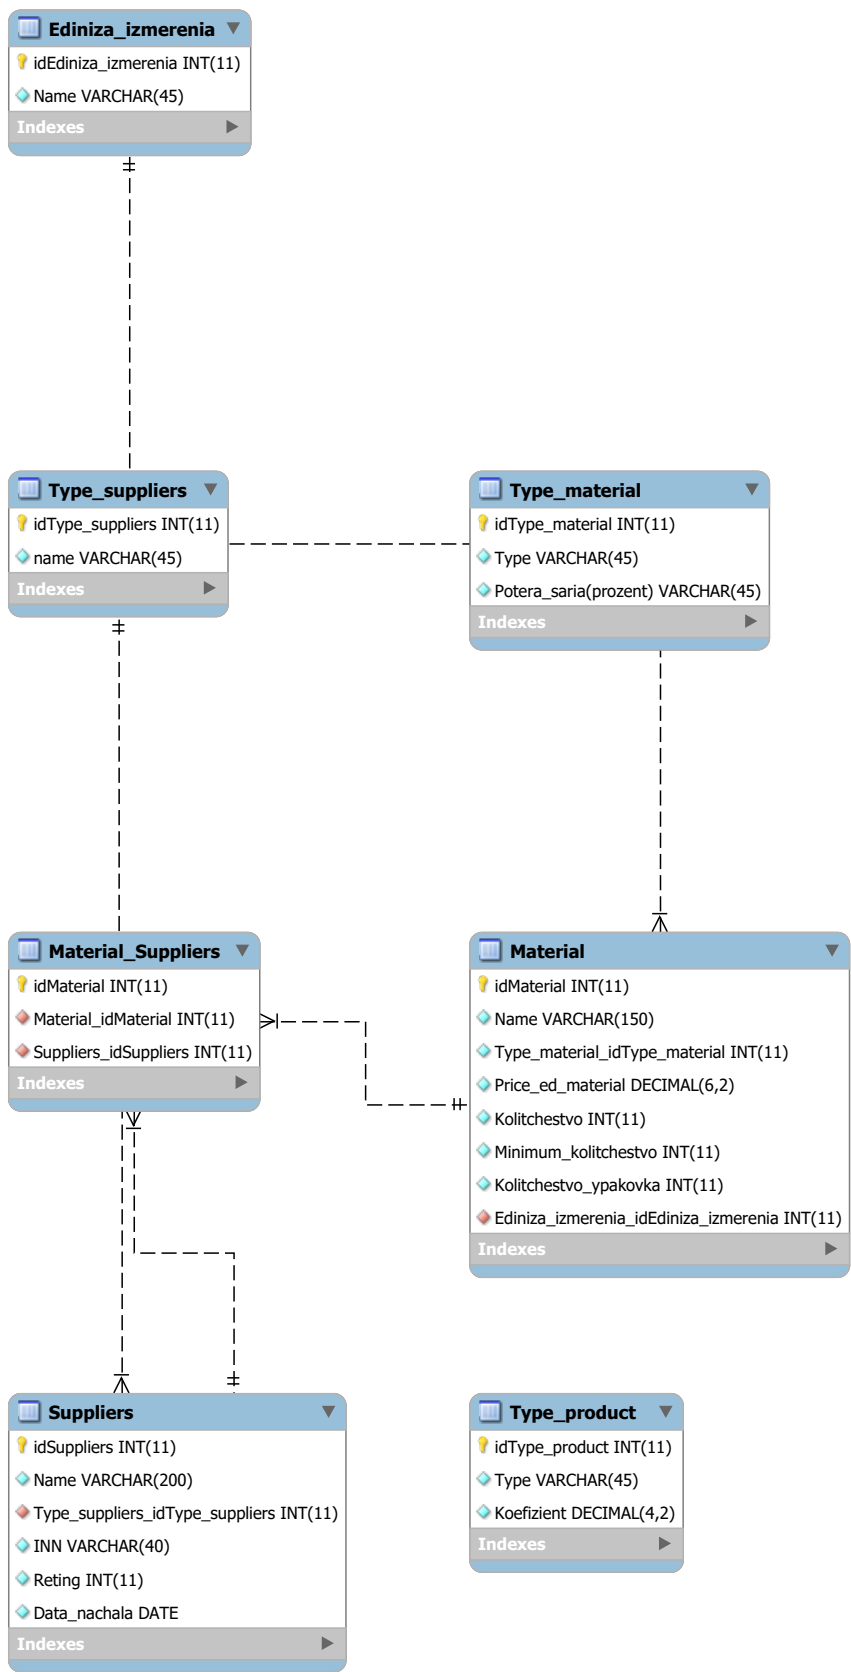 Ediniza_izmerenia
idEdiniza_izmerenia INT(11)
Name VARCHAR(45)
Indexes
Type_suppliers
idType_suppliers INT(11)
name VARCHAR(45)
Indexes
Type_material
idType_material INT(11)
Type VARCHAR(45)
Potera_saria(prozent) VARCHAR(45)
Indexes
Material_Suppliers
idMaterial INT(11)
Material_idMaterial INT(11)
Suppliers_idSuppliers INT(11)
Indexes
Material
idMaterial INT(11)
Name VARCHAR(150)
Type_material_idType_material INT(11)
Price_ed_material DECIMAL(6,2)
Kolitchestvo INT(11)
Minimum_kolitchestvo INT(11)
Kolitchestvo_ypakovka INT(11)
Ediniza_izmerenia_idEdiniza_izmerenia INT(11)
Indexes
Suppliers
idSuppliers INT(11)
Name VARCHAR(200)
Type_suppliers_idType_suppliers INT(11)
INN VARCHAR(40)
Reting INT(11)
Data_nachala DATE
Indexes
Type_product
idType_product INT(11)
Type VARCHAR(45)
Koefizient DECIMAL(4,2)
Indexes